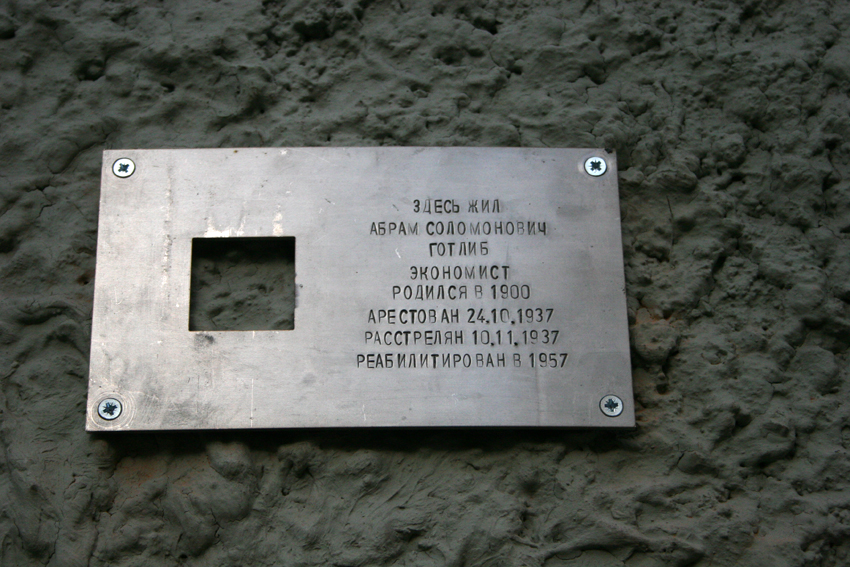 ЗДЕСЬ ЖИЛ
АБРАМ СОЛОМОНОВИЧ
ГОТЛИБ
ЭКОНОМИСТ
РОДИЛСЯ В 1900
АРЕСТОВАН 24.10.1937
РАССТРЕЛЯН 10.11.1937
РЕАБИЛИТИРОВАН В 1957